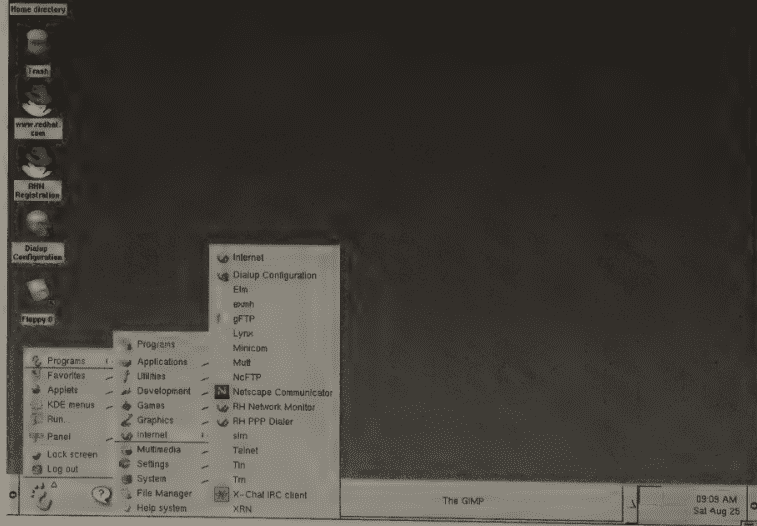 Home directory
Trash
www.redhat.
com
RHN
Registration
Dialup
Configuration
Floppy 0
Programs
Favorites
Applets
KDE menus
Run...
Panel
Lock screen
Log out
Programs
Applications
Utilities
Development
Games
Graphics
Internet
Multimedia
Settings
System
File Manager
Help system
Internet
Dialup Configuration
Elm
exmh
gFTP
Lynx
Minicom
Mutt
NcFTP
Netscape Communicator
RH Network Monitor
RH PPP Dialer
slrn
Telnet
Tin
Trn
X-Chat IRC client
XRN
The GIMP
09:09 AM
Sat Aug 25